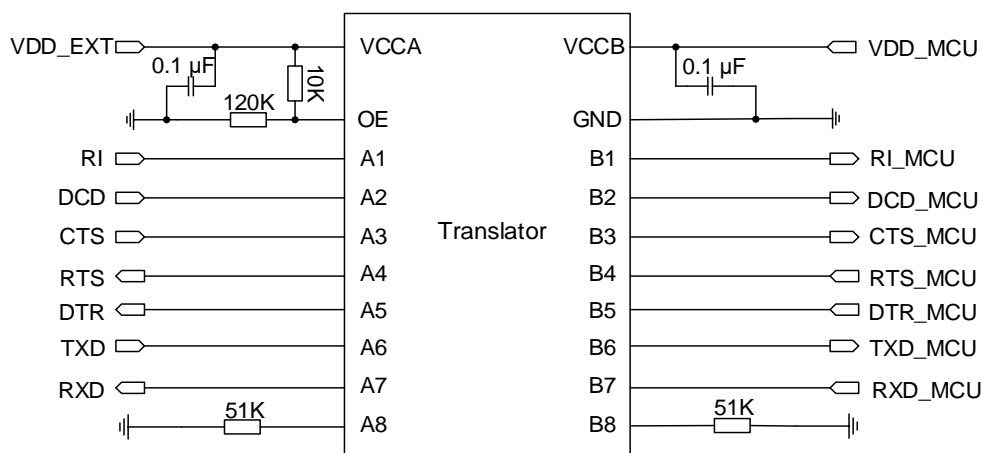 VDD_EXT VCCA VCCB VDD_MCU
0.1 µF 10K 0.1 µF
120K OE GND
RI A1 B1 RI_MCU
DCD A2 B2 DCD_MCU
CTS A3 Translator B3 CTS_MCU
RTS A4 B4 RTS_MCU
DTR A5 B5 DTR_MCU
TXD A6 B6 TXD_MCU
RXD A7 B7 RXD_MCU
51K A8 B8 51K